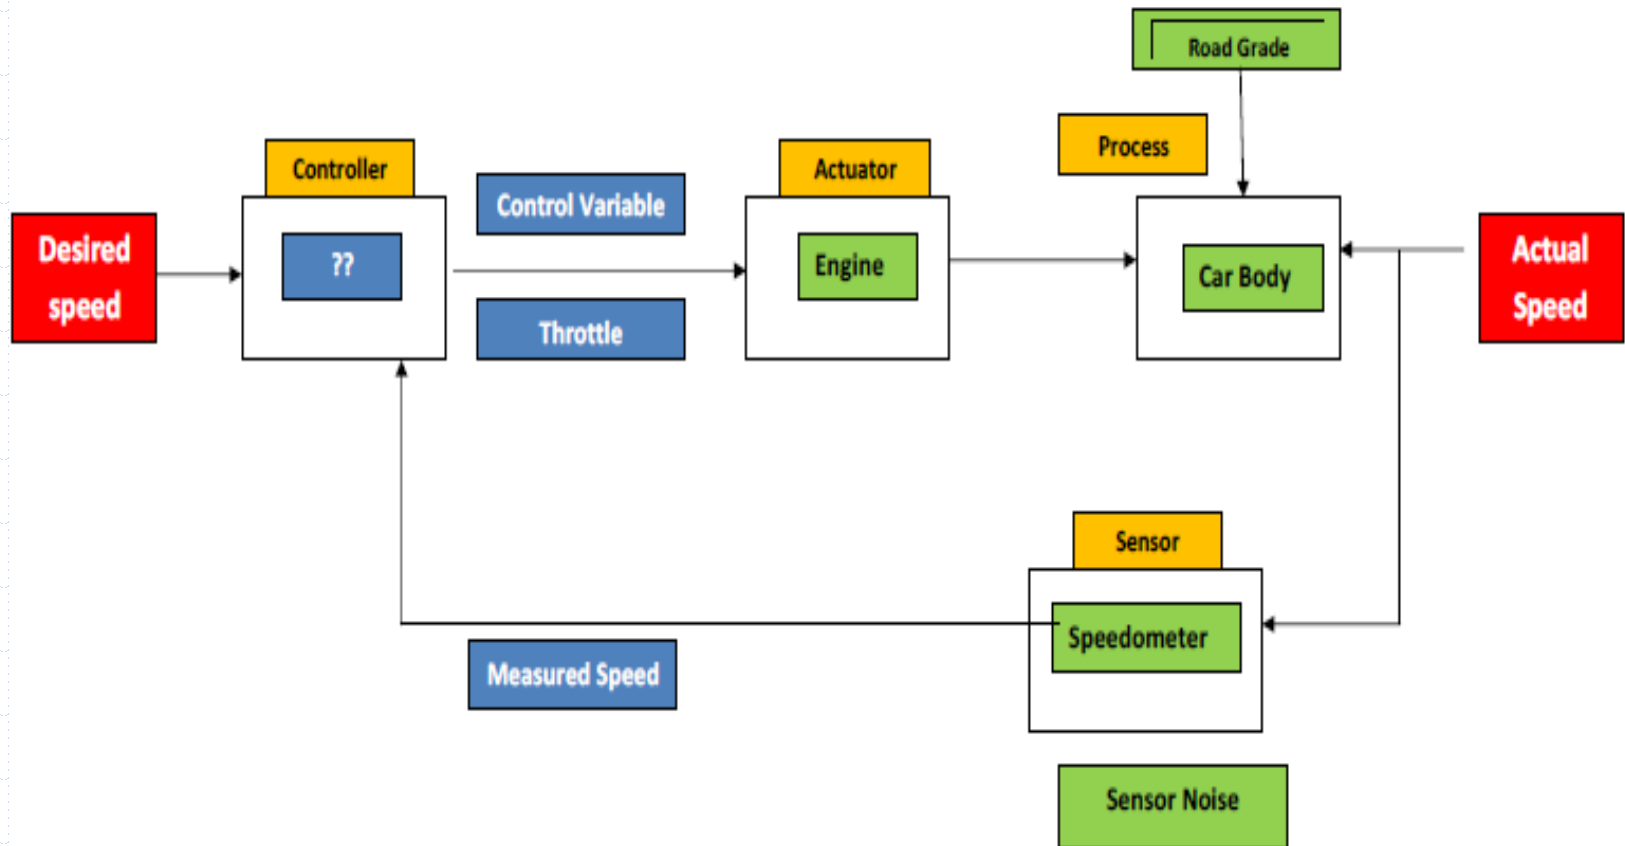 Road Grade
Process
Controller
Actuator
Control Variable
Desired
speed
??
Engine
Car Body
Actual
Speed
Throttle
Sensor
Speedometer
Measured Speed
Sensor Noise